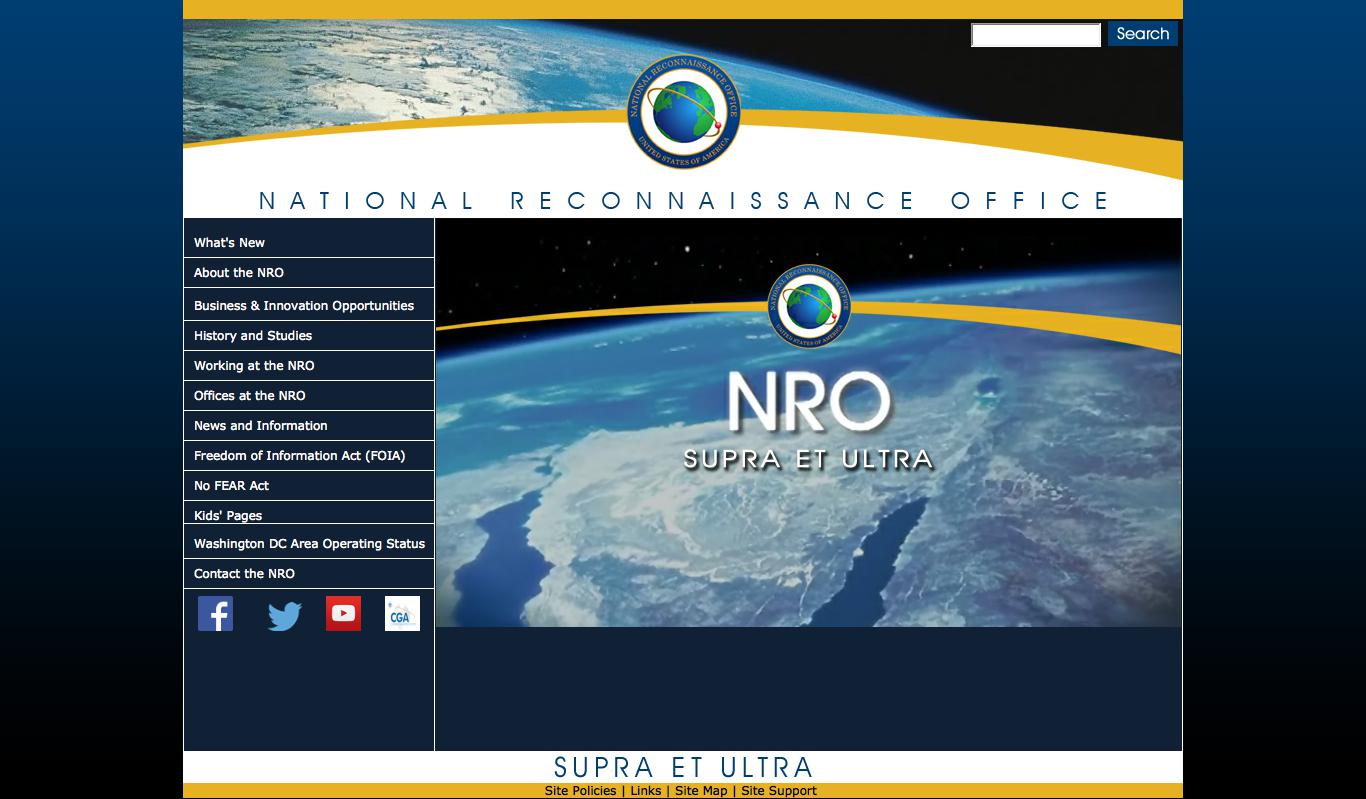 Search
NATIONAL RECONNAISSANCE OFFICE
UNITED STATES OF AMERICA
NATIONAL RECONNAISSANCE OFFICE
What's New
About the NRO
Business & Innovation Opportunities
History and Studies
Working at the NRO
Offices at the NRO
News and Information
Freedom of Information Act (FOIA)
No FEAR Act
Kids' Pages
Washington DC Area Operating Status
Contact the NRO
f
CGA
NATIONAL RECONNAISSANCE OFFICE
UNITED STATES OF AMERICA
NRO
SUPRA ET ULTRA
SUPRA ET ULTRA
Site Policies | Links | Site Map | Site Support